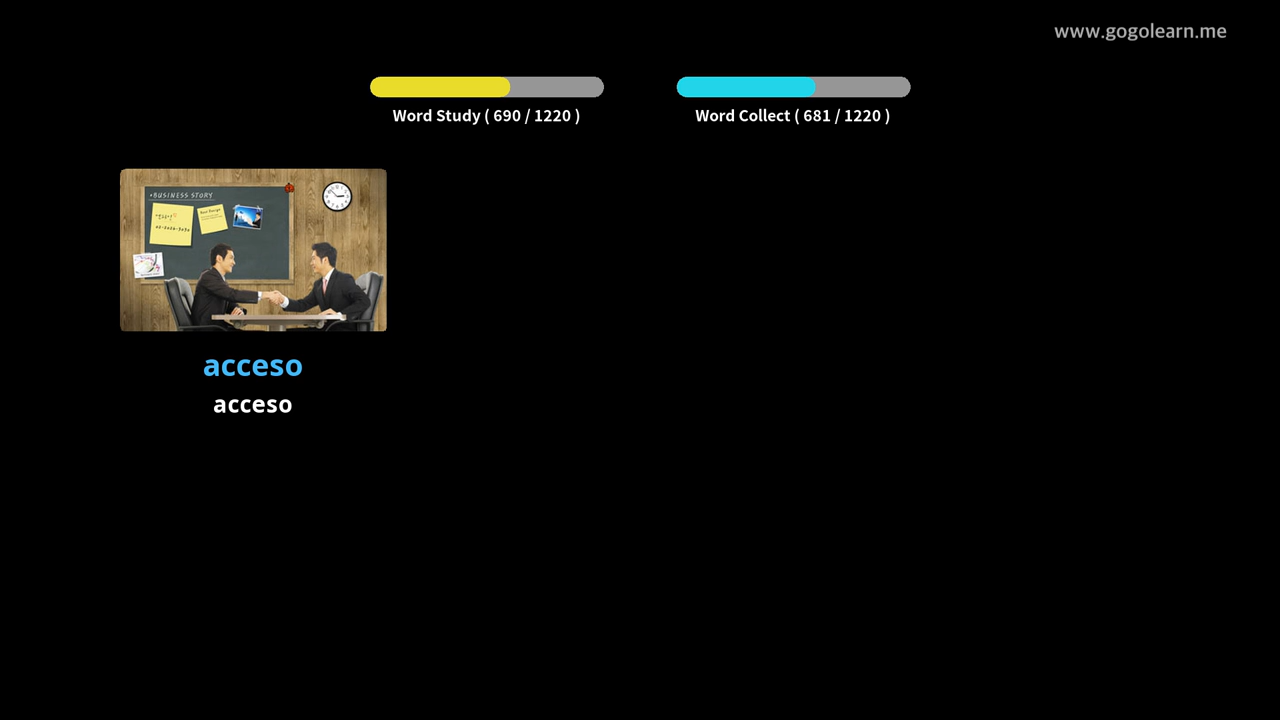 www.gogolearn.me
Word Study ( 690 / 1220 )
Word Collect ( 681 / 1220 )
•BUSINESS STORY
acceso
acceso